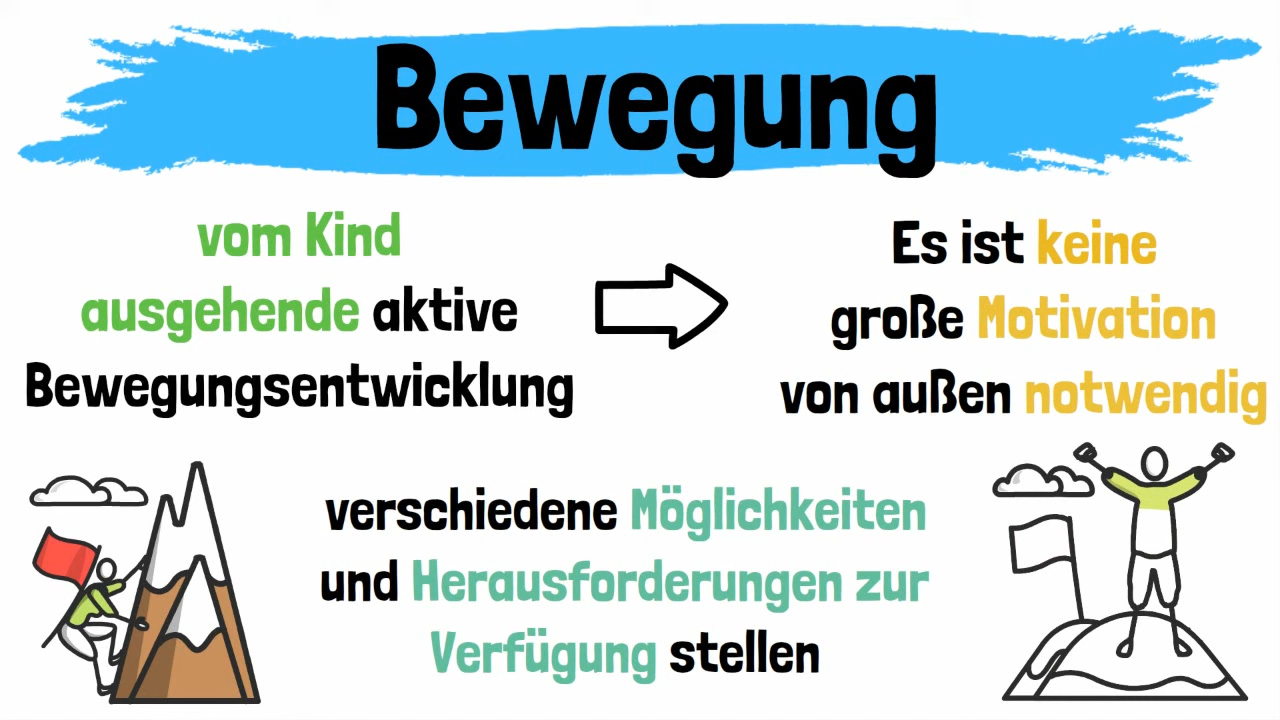 Bewegung
vom Kind
ausgehende aktive
Bewegungsentwicklung
Es ist keine
große Motivation
von außen notwendig
verschiedene Möglichkeiten
und Herausforderungen zur
Verfügung stellen